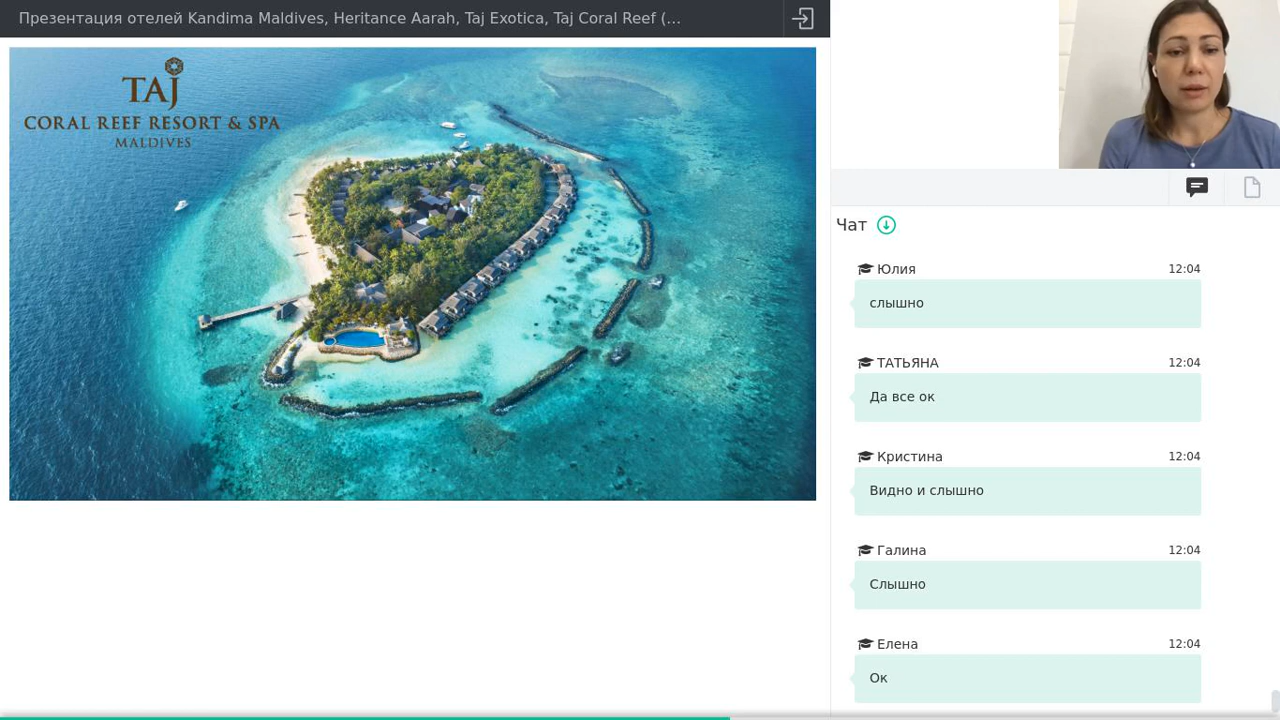 Презентация отелей Kandima Maldives, Heritance Aarah, Taj Exotica, Taj Coral Reef (...
TAJ
CORAL REEF RESORT & SPA
MALDIVES
Чат
Юлия 12:04
слышно
ТАТЬЯНА 12:04
Да все ок
Кристина 12:04
Видно и слышно
Галина 12:04
Слышно
Елена 12:04
Ок